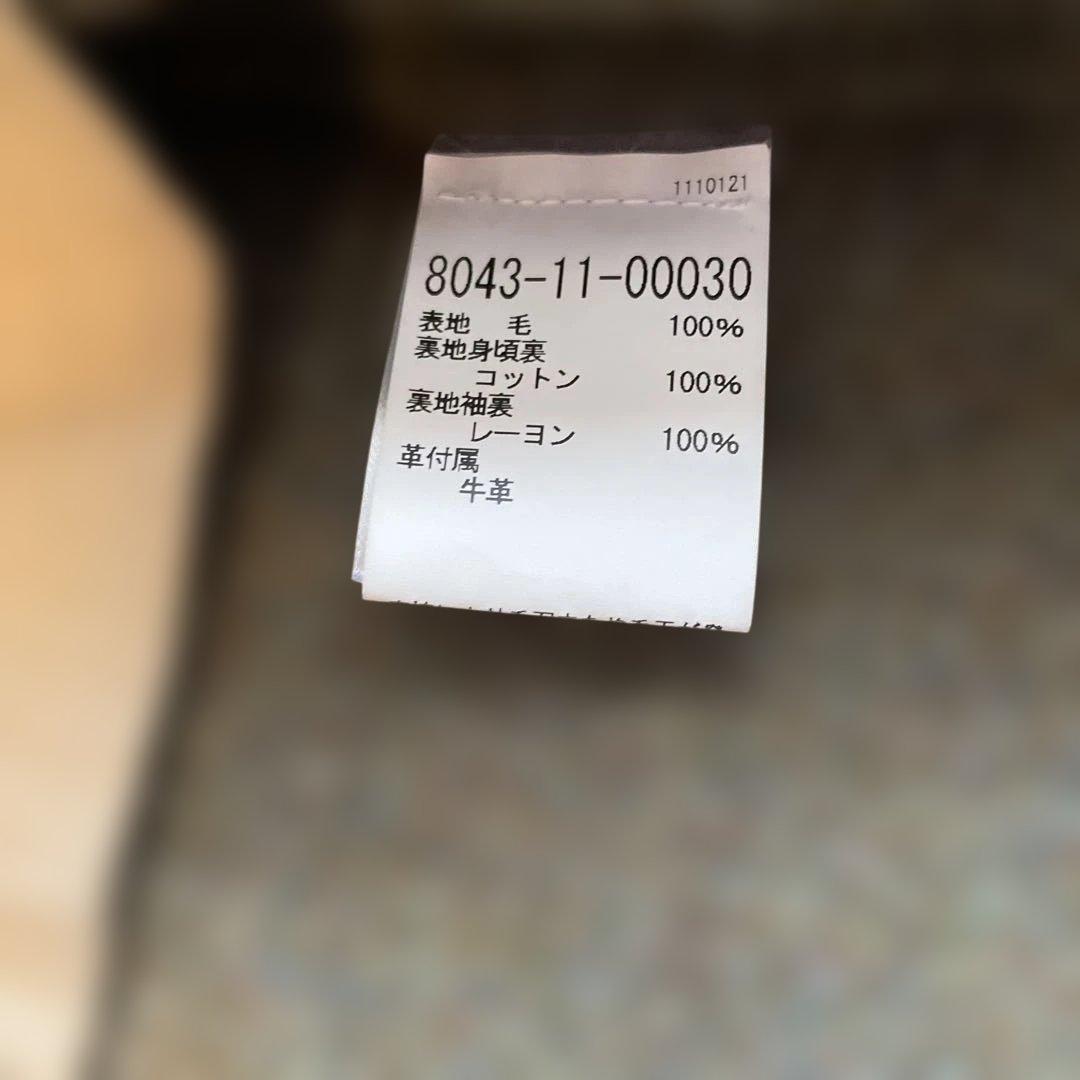 1110121
8043-11-00030
表地 毛 100%
裏地身頃裏
コットン 100%
裏地袖裏
レーヨン 100%
革付属
牛革